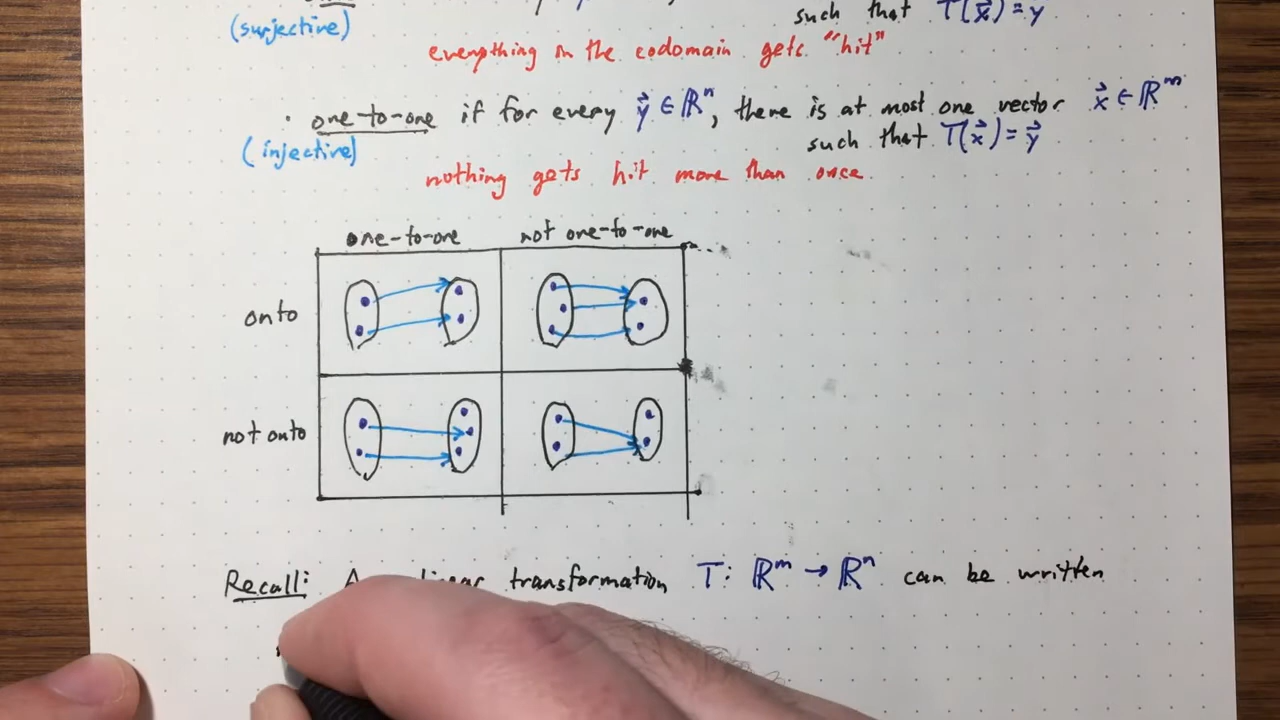 such that T(x⃗) = y
(surjective)
everything in the codomain gets "hit"
· one-to-one if for every y⃗ ∈ ℝⁿ, there is at most one vector x⃗ ∈ ℝᵐ
(injective) such that T(x⃗) = y⃗
nothing gets hit more than once.
one-to-one not one-to-one
onto
not onto
Recall: linear transformation T: ℝᵐ → ℝⁿ can be written